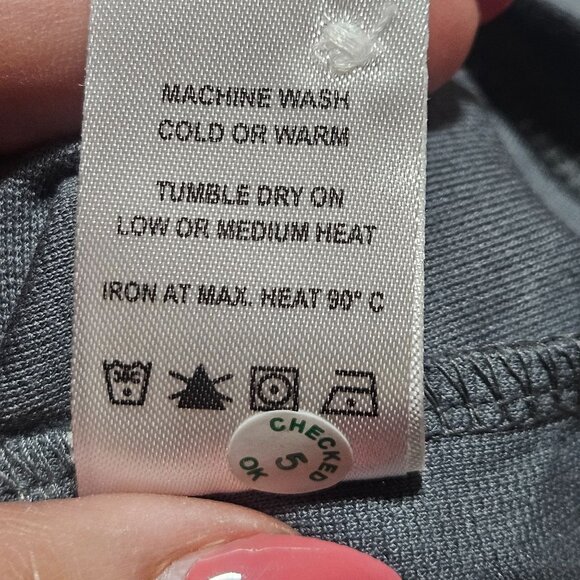 MACHINE WASH
COLD OR WARM
TUMBLE DRY ON
LOW OR MEDIUM HEAT
IRON AT MAX. HEAT 90° C
CHECKED
5
OK